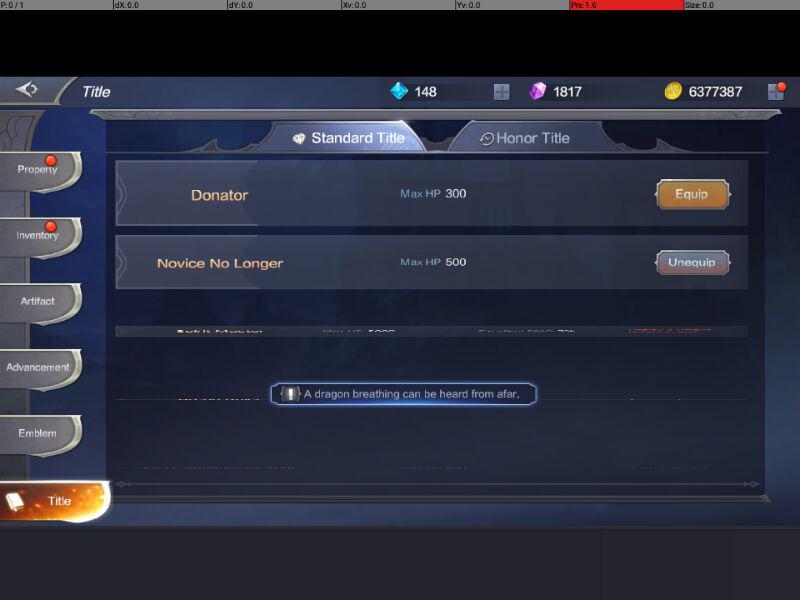 P: 0 / 1 dX: 0.0 dY: 0.0 Xv: 0.0 Yv: 0.0 Prs: 1.0 Size: 0.0
Title 148 1817 6377387
Standard Title Honor Title
Property
Donator Max HP 300 Equip
Inventory
Novice No Longer Max HP 500 Unequip
Artifact
Advancement
A dragon breathing can be heard from afar.
Emblem
Title